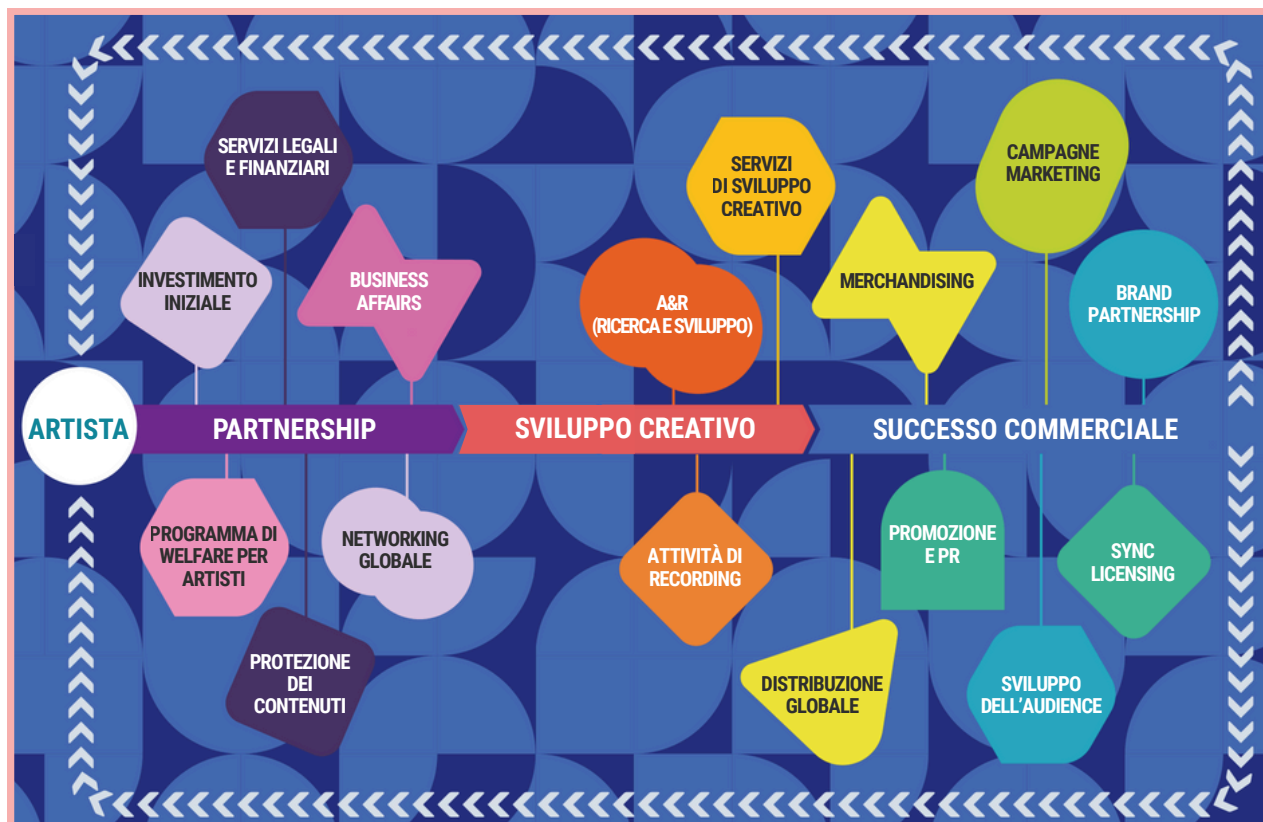 SERVIZI LEGALI
E FINANZIARI
INVESTIMENTO
INIZIALE
BUSINESS
AFFAIRS
SERVIZI
DI SVILUPPO
CREATIVO
A&R
(RICERCA E SVILUPPO)
MERCHANDISING
CAMPAGNE
MARKETING
BRAND
PARTNERSHIP
ARTISTA
PARTNERSHIP
SVILUPPO CREATIVO
SUCCESSO COMMERCIALE
PROGRAMMA DI
WELFARE PER
ARTISTI
NETWORKING
GLOBALE
PROTEZIONE
DEI
CONTENUTI
ATTIVITÀ DI
RECORDING
DISTRIBUZIONE
GLOBALE
PROMOZIONE
E PR
SVILUPPO
DELL'AUDIENCE
SYNC
LICENSING